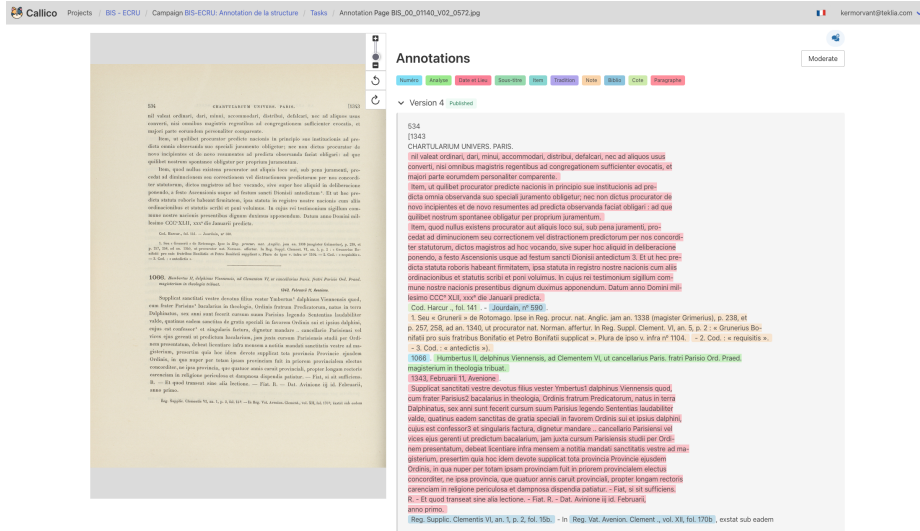 Callico Projects / BIS - ECRU / Campaign BIS-ECRU: Annotation de la structure / Tasks / Annotation Page BIS_00_01140_V02_0572.jpg
kermorvant@teklia.com
Annotations
Moderate
Numéro Analyse Date et Lieu Sous-titre Item Tradition Note Biblio Cote Paragraphe
Version 4 Published
534
[1343
CHARTULARIUM UNIVERS. PARIS.
nil valeat ordinari, dari, minui, accommodari, distribui, defalcari, nec ad aliquos usus
converti, nisi omnibus magistris regentibus ad congregationem sufficienter evocatis, et
majori parte eorumdem personaliter comparente.
Item, ut quilibet procurator predicte nacionis in principio sue institucionis ad pre-
dicta omnia observanda suo speciali juramento obligetur; nec non dictus procurator de
novo incipientes et de novo resumentes ad predicta observanda faciat obligari : ad que
quilibet nostrum spontanee obligatur per proprium juramentum.
Item, quod nullus existens procurator aut aliquis loco sui, sub pena juramenti, pro-
cedat ad diminucionem seu correctionem vel distractionem predictorum per nos concordi-
ter statutorum, dictos magistros ad hoc vocando, sive super hoc aliquid in deliberacione
ponendo, a festo Ascensionis usque ad festum sancti Dionisii antedictum 3. Et ut hec pre-
dicta statuta roboris habeant firmitatem, ipsa statuta in registro nostre nacionis cum aliis
ordinacionibus et statutis scribi et poni volumus. In cujus rei testimonium sigillum com-
mune nostre nacionis presentibus dignum duximus apponendum. Datum anno Domini mil-
lesimo CCC° XLII, xxx° die Januarii predicta.
Cod. Harcur ., fol. 141 . - Jourdain, n° 590 .
1. Seu « Grunerii » de Rotomago. Ipse in Reg. procur. nat. Anglic. jam an. 1338 (magister Grimerius), p. 238, et
p. 257, 258, ad an. 1340, ut procurator nat. Norman. affertur. In Reg. Suppl. Clement. VI, an. 5, p. 2 : « Grunerius Bo-
nifatii pro suis fratribus Bonifatio et Petro Bonifatii supplicat ». Plura de ipso v. infra n° 1104. - 2. Cod. : « requisitis ».
- 3. Cod. : « antedictis »).
1066 . Humbertus II, delphinus Viennensis, ad Clementem VI, ut cancellarius Paris. fratri Parisio Ord. Praed.
magisterium in theologia tribuat.
1343, Februarii 11, Avenione .
Supplicat sanctitati vestre devotus filius vester Ymbertus1 dalphinus Viennensis quod,
cum frater Parisius2 bacalarius in theologia, Ordinis fratrum Predicatorum, natus in terra
Dalphinatus, sex anni sunt fecerit cursum suum Parisius legendo Sententias laudabiliter
valde, quatinus eadem sanctitas de gratia speciali in favorem Ordinis sui et ipsius dalphini,
cujus est confessor3 et singularis factura, dignetur mandare .. cancellario Parisiensi vel
vices ejus gerenti ut predictum bacalarium, jam juxta cursum Parisiensis studii per Ordi-
nem presentatum, debeat licentiare infra mensem a notitia mandati sanctitatis vestre ad ma-
gisterium, presertim quia hoc idem devote supplicat tota provincia Provincie ejusdem
Ordinis, in qua nuper per totam ipsam provinciam fuit in priorem provincialem electus
concorditer, ne ipsa provincia, que quatuor annis caruit provinciali, propter longam rectoris
carenciam in religione periculosa et dampnosa dispendia patiatur. - Fiat, si sit sufficiens.
R. - Et quod transeat sine alia lectione. - Fiat. R. - Dat. Avinione iij id. Februarii,
anno primo.
Reg. Supplic. Clementis VI, an. 1, p. 2, fol. 15b. - In Reg. Vat. Avenion. Clement ., vol. XII, fol. 170b , exstat sub eadem